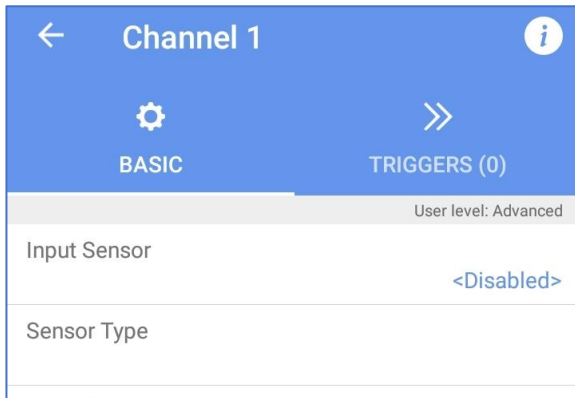 Channel 1
BASIC
TRIGGERS (0)
User level: Advanced
Input Sensor
<Disabled>
Sensor Type